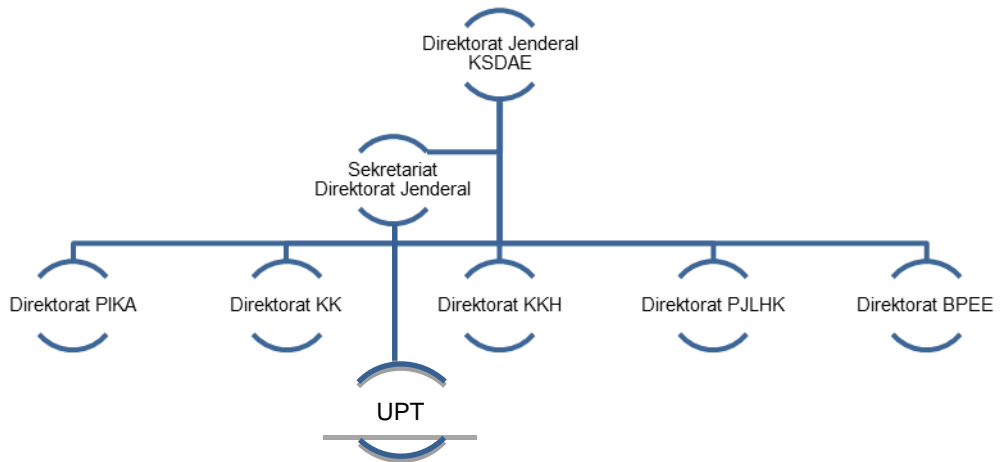 Direktorat Jenderal
KSDAE
Sekretariat
Direktorat Jenderal
Direktorat PIKA
Direktorat KK
Direktorat KKH
Direktorat PJLHK
Direktorat BPEE
UPT